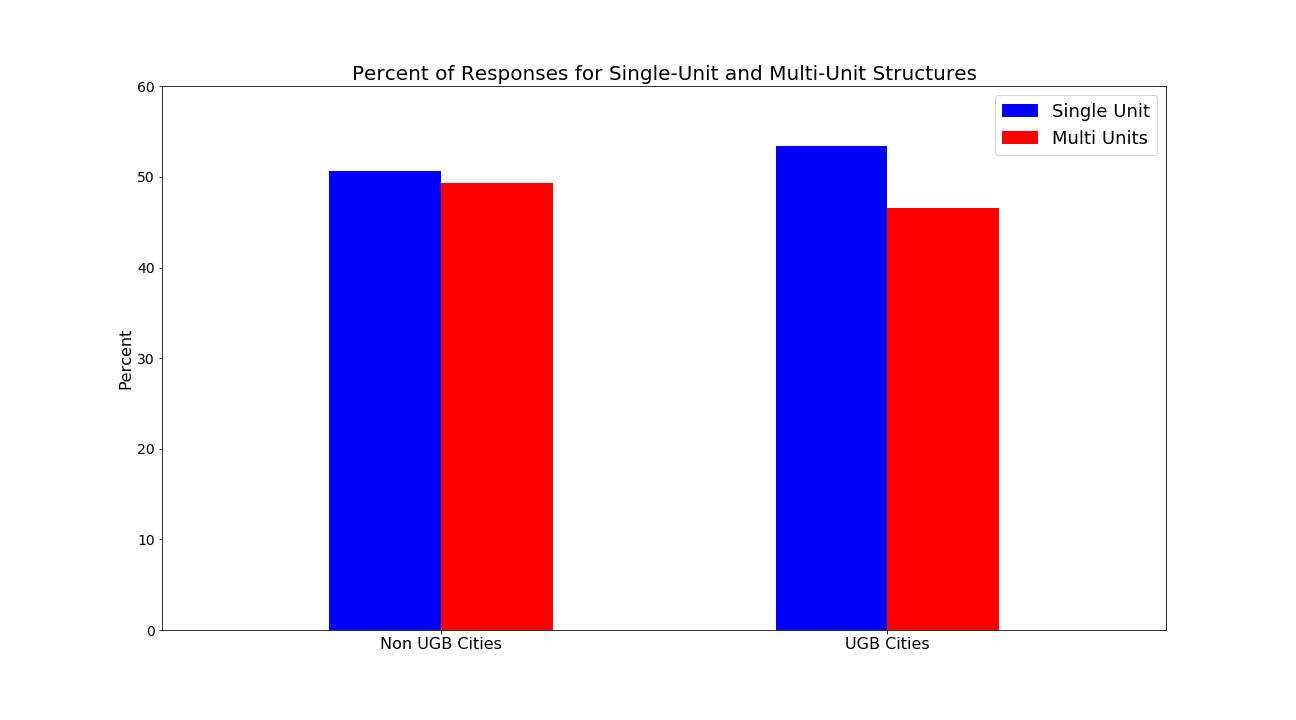 Percent of Responses for Single-Unit and Multi-Unit Structures
60
50
40
30
20
10
0
Percent
Single Unit
Multi Units
Non UGB Cities
UGB Cities